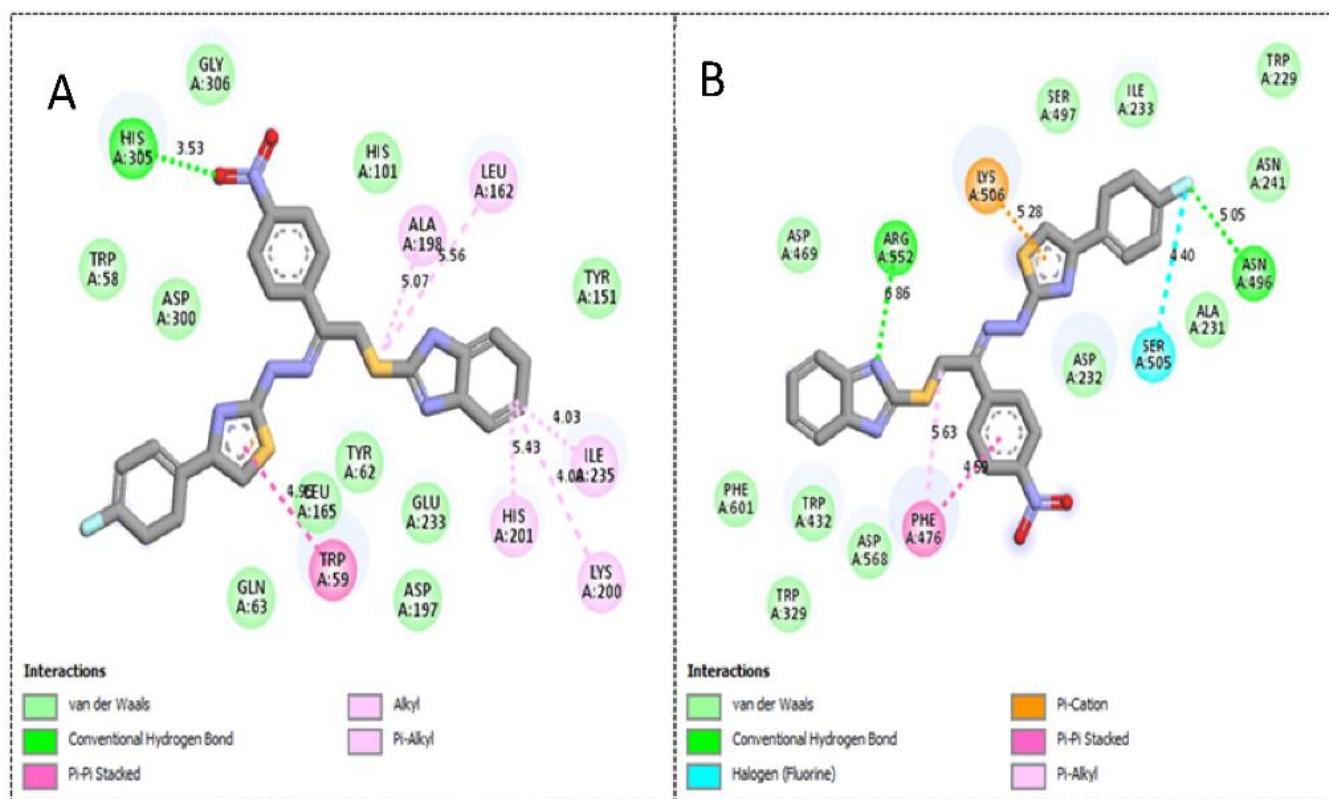 A
GLY
A:306
HIS
A:305
3.53
HIS
A:101
LEU
A:162
ALA
A:198
5.56
5.07
TRP
A:58
ASP
A:300
TYR
A:151
4.03
5.43
ILE
A:235
TYR
A:62
LEU
A:165
GLU
A:233
HIS
A:201
TRP
A:59
LYS
A:200
GLN
A:63
ASP
A:197
Interactions
van der Waals
Conventional Hydrogen Bond
Pi-Pi Stacked
Alkyl
Pi-Alkyl
B
TRP
A:229
SER
A:497
ILE
A:233
LYS
A:506
ASN
A:241
5.28
5.05
ASP
A:469
ARG
A:552
4.40
ASN
A:496
6.86
ALA
A:231
SER
A:505
ASP
A:232
5.63
4.59
PHE
A:601
TRP
A:432
PHE
A:476
ASP
A:568
TRP
A:329
Interactions
van der Waals
Conventional Hydrogen Bond
Halogen (Fluorine)
Pi-Cation
Pi-Pi Stacked
Pi-Alkyl